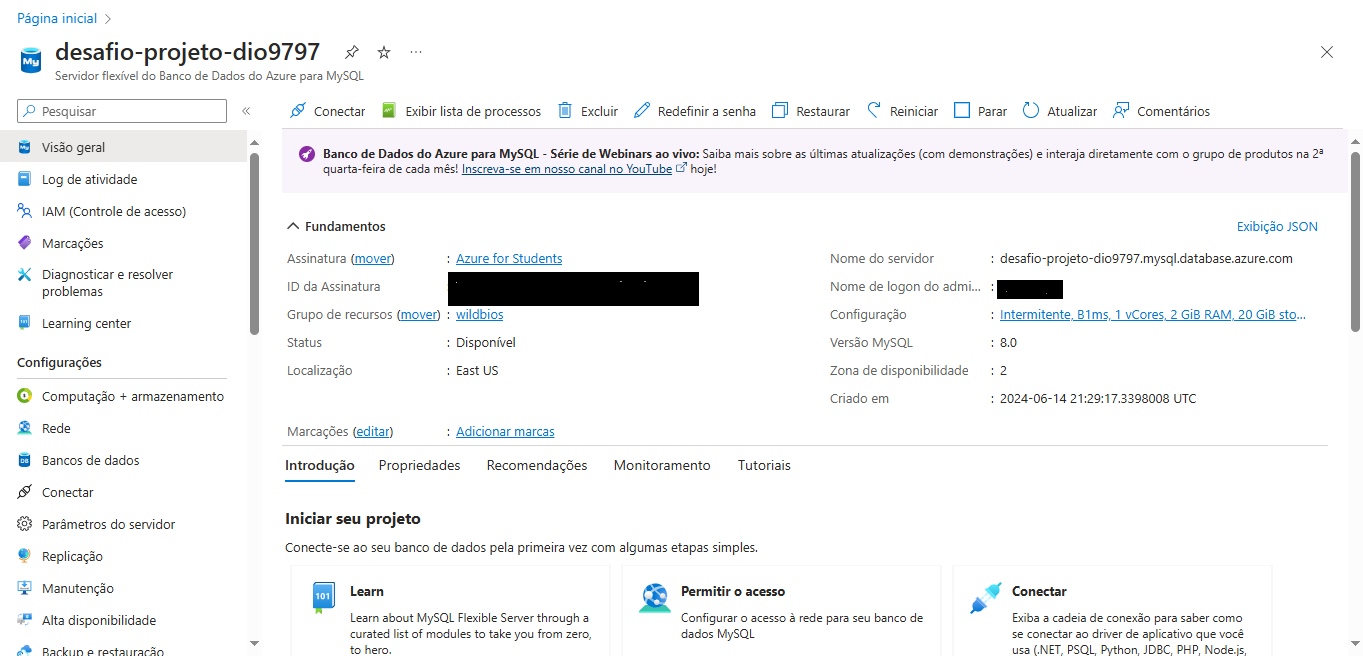 Página inicial
desafio-projeto-dio9797
Servidor flexível do Banco de Dados do Azure para MySQL
Pesquisar
Conectar Exibir lista de processos Excluir Redefinir a senha Restaurar Reiniciar Parar Atualizar Comentários
Visão geral
Log de atividade
IAM (Controle de acesso)
Marcações
Diagnosticar e resolver
problemas
Learning center
Configurações
Computação + armazenamento
Rede
Bancos de dados
Conectar
Parâmetros do servidor
Replicação
Manutenção
Alta disponibilidade
Backup e restauração
Banco de Dados do Azure para MySQL - Série de Webinars ao vivo: Saiba mais sobre as últimas atualizações (com demonstrações) e interaja diretamente com o grupo de produtos na 2ª
quarta-feira de cada mês! Inscreva-se em nosso canal no YouTube hoje!
Fundamentos
Exibição JSON
Assinatura (mover) : Azure for Students
ID da Assinatura
Grupo de recursos (mover) : wildbios
Status : Disponível
Localização : East US
Nome do servidor : desafio-projeto-dio9797.mysql.database.azure.com
Nome de logon do admi... :
Configuração : Intermitente, B1ms, 1 vCores, 2 GiB RAM, 20 GiB sto...
Versão MySQL : 8.0
Zona de disponibilidade : 2
Criado em : 2024-06-14 21:29:17.3398008 UTC
Marcações (editar) : Adicionar marcas
Introdução Propriedades Recomendações Monitoramento Tutoriais
Iniciar seu projeto
Conecte-se ao seu banco de dados pela primeira vez com algumas etapas simples.
Learn
Learn about MySQL Flexible Server through a
curated list of modules to take you from zero,
to hero.
Permitir o acesso
Configurar o acesso à rede para seu banco de
dados MySQL
Conectar
Exiba a cadeia de conexão para saber como
se conectar ao driver de aplicativo que você
usa (.NET, PSQL, Python, JDBC, PHP, Node.js,